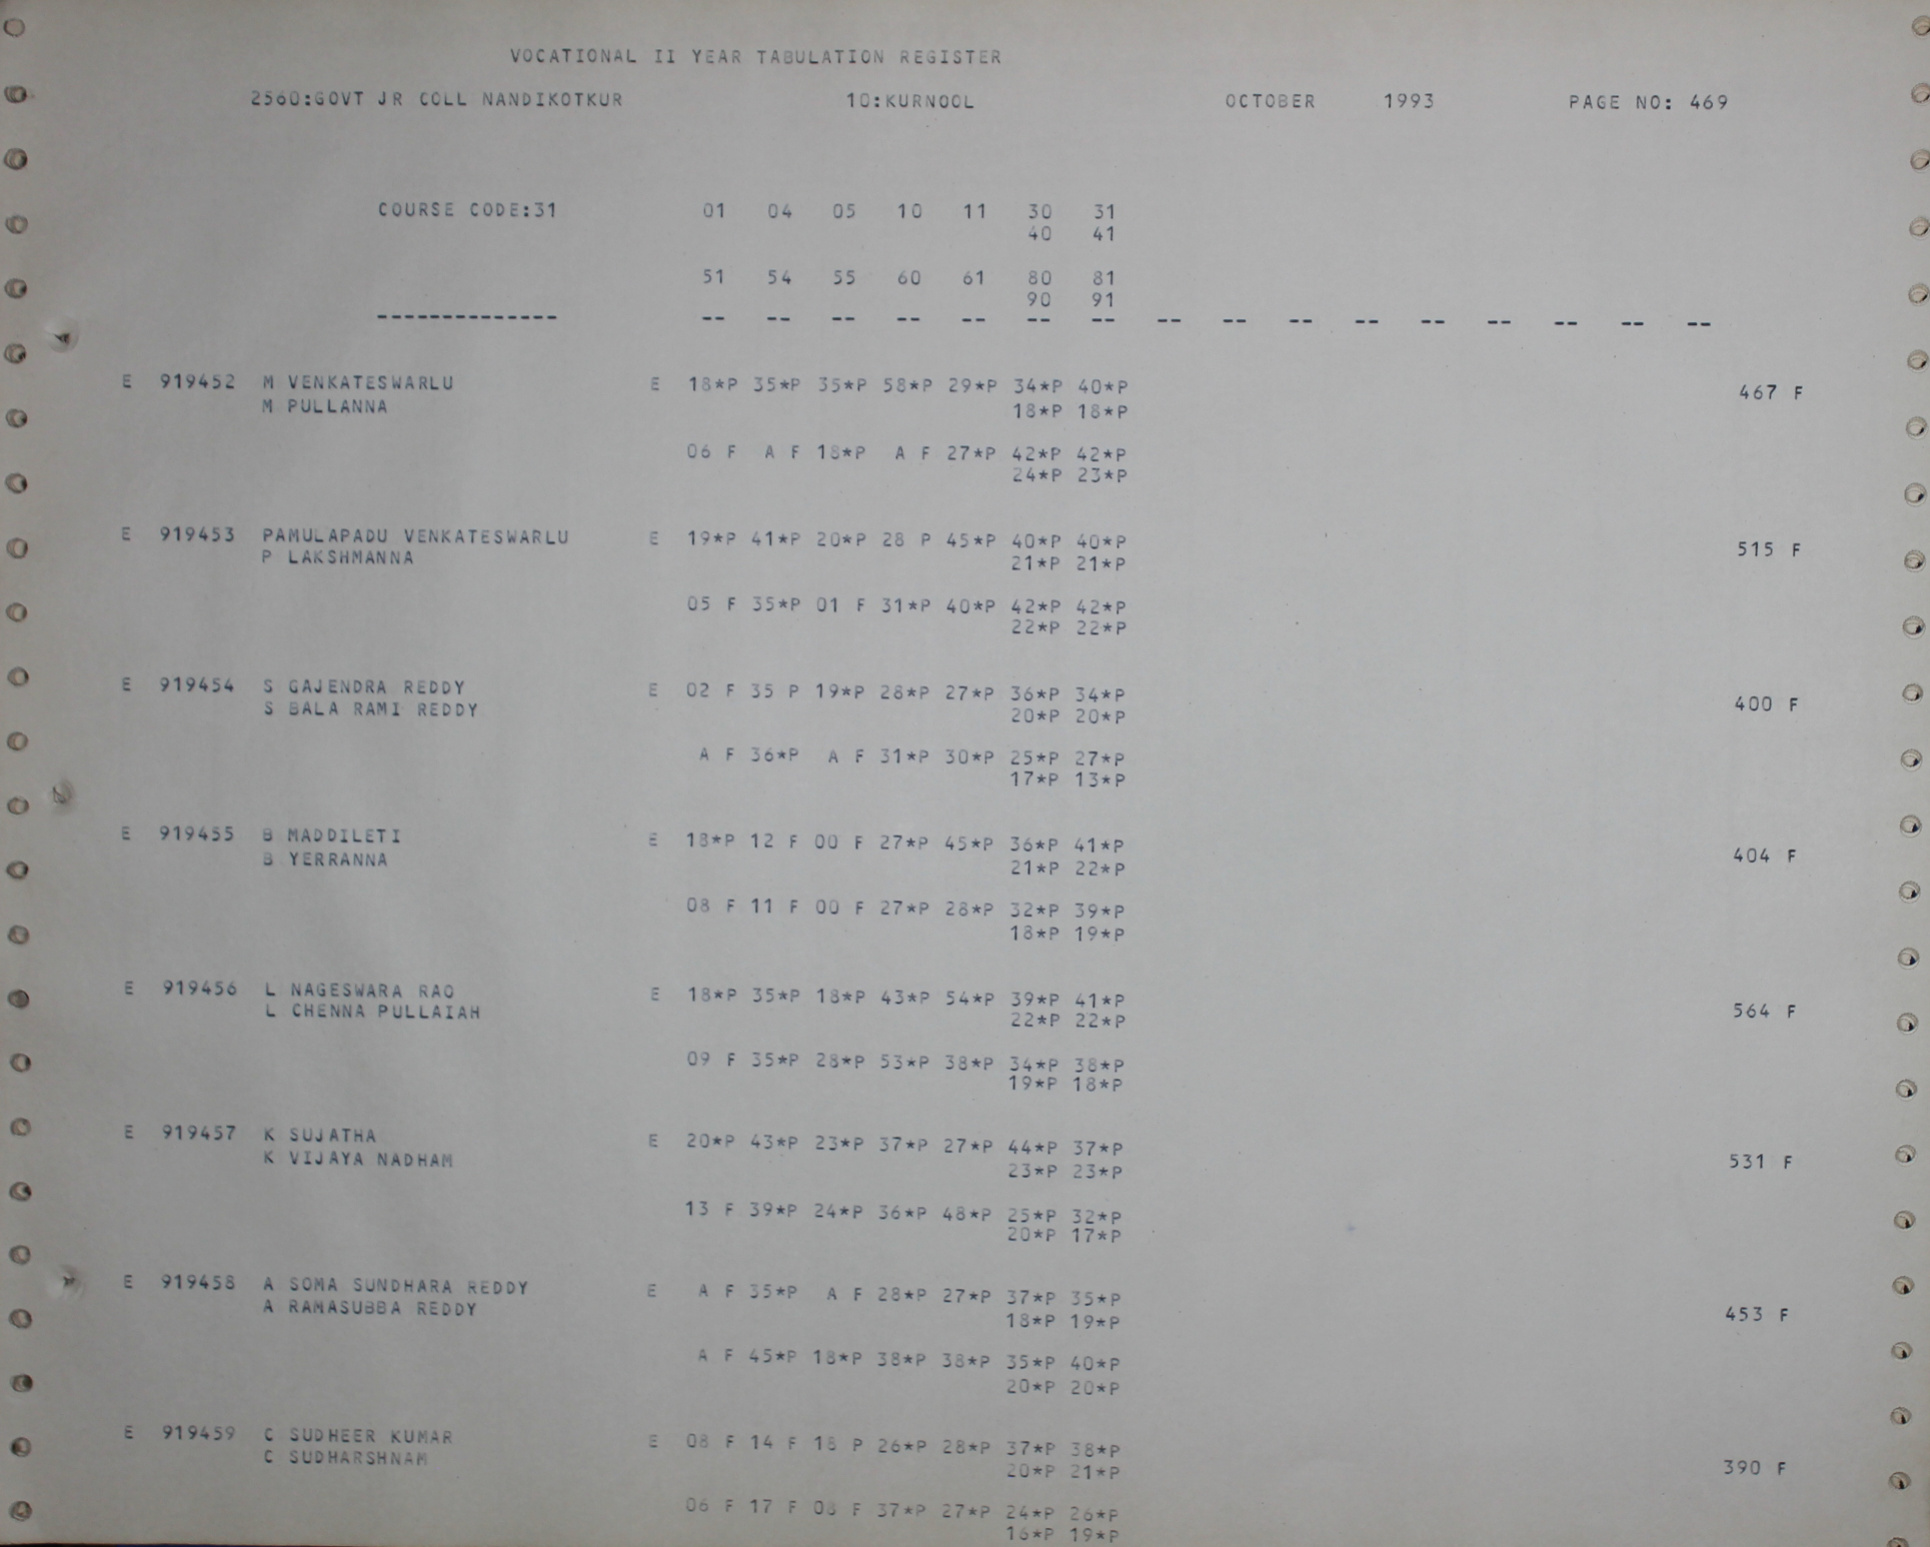 VOCATIONAL II YEAR TABULATION REGISTER
2560:GOVT JR COLL NANDIKOTKUR 10:KURNOOL OCTOBER 1993 PAGE NO: 469
COURSE CODE:31 01 04 05 10 11 30 31
40 41
51 54 55 60 61 80 81
90 91
-------------- -- -- -- -- -- -- -- -- -- -- -- -- -- -- -- --
E 919452 M VENKATESWARLU E 18*P 35*P 35*P 58*P 29*P 34*P 40*P 467 F
M PULLANNA 18*P 18*P
06 F A F 18*P A F 27*P 42*P 42*P
24*P 23*P
E 919453 PAMULAPADU VENKATESWARLU E 19*P 41*P 20*P 28 P 45*P 40*P 40*P 515 F
P LAKSHMANNA 21*P 21*P
05 F 35*P 01 F 31*P 40*P 42*P 42*P
22*P 22*P
E 919454 S GAJENDRA REDDY E 02 F 35 P 19*P 28*P 27*P 36*P 34*P 400 F
S BALA RAMI REDDY 20*P 20*P
A F 36*P A F 31*P 30*P 25*P 27*P
17*P 13*P
E 919455 B MADDILETI E 18*P 12 F 00 F 27*P 45*P 36*P 41*P 404 F
B YERRANNA 21*P 22*P
08 F 11 F 00 F 27*P 28*P 32*P 39*P
18*P 19*P
E 919456 L NAGESWARA RAO E 18*P 35*P 18*P 43*P 54*P 39*P 41*P 564 F
L CHENNA PULLAIAH 22*P 22*P
09 F 35*P 28*P 53*P 38*P 34*P 38*P
19*P 18*P
E 919457 K SUJATHA E 20*P 43*P 23*P 37*P 27*P 44*P 37*P 531 F
K VIJAYA NADHAM 23*P 23*P
13 F 39*P 24*P 36*P 48*P 25*P 32*P
20*P 17*P
E 919458 A SOMA SUNDHARA REDDY E A F 35*P A F 28*P 27*P 37*P 35*P 453 F
A RAMASUBBA REDDY 18*P 19*P
A F 45*P 18*P 38*P 38*P 35*P 40*P
20*P 20*P
E 919459 C SUDHEER KUMAR E 08 F 14 F 18 P 26*P 28*P 37*P 38*P 390 F
C SUDHARSHNAM 20*P 21*P
06 F 17 F 08 F 37*P 27*P 24*P 26*P
16*P 19*P